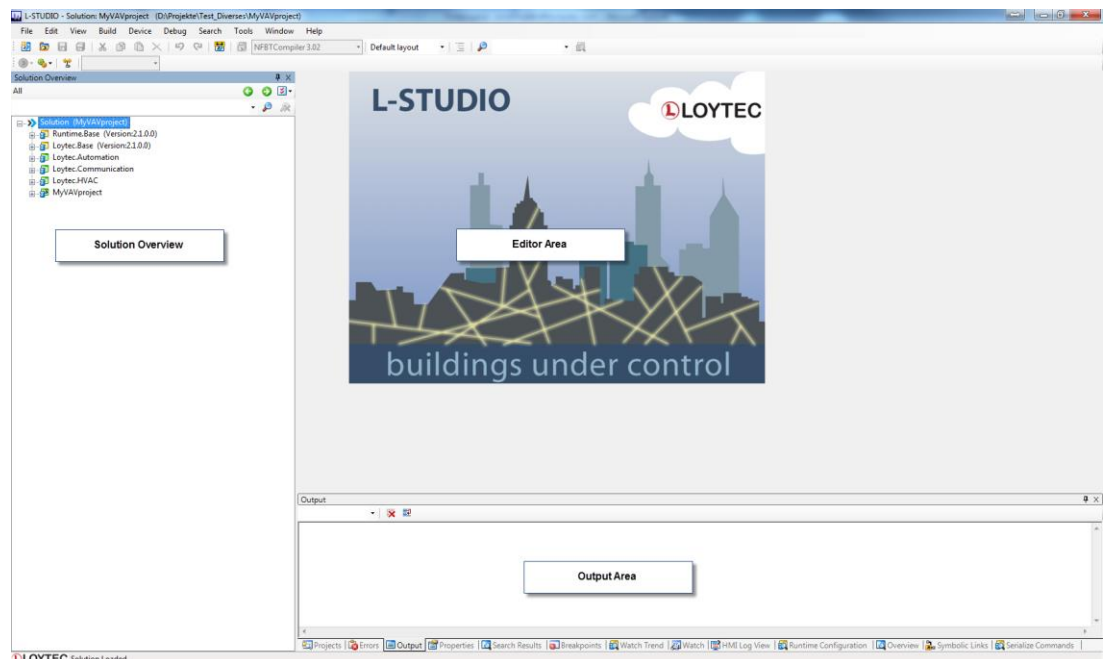 L-STUDIO - Solution: MyVAVproject (D:\Projekte\Test_Diverses\MyVAVproject)
File Edit View Build Device Debug Search Tools Window Help
NFBTCompiler 3.02 Default layout
Solution Overview
All
Solution (MyVAVproject)
Runtime.Base (Version:2.1.0.0)
Loytec.Base (Version:2.1.0.0)
Loytec.Automation
Loytec.Communication
Loytec.HVAC
MyVAVproject
Solution Overview
L-STUDIO
LOYTEC
Editor Area
buildings under control
Output
Output Area
Projects Errors Output Properties Search Results Breakpoints Watch Trend Watch HMI Log View Runtime Configuration Overview Symbolic Links Serialize Commands
LOYTEC Solution Loaded